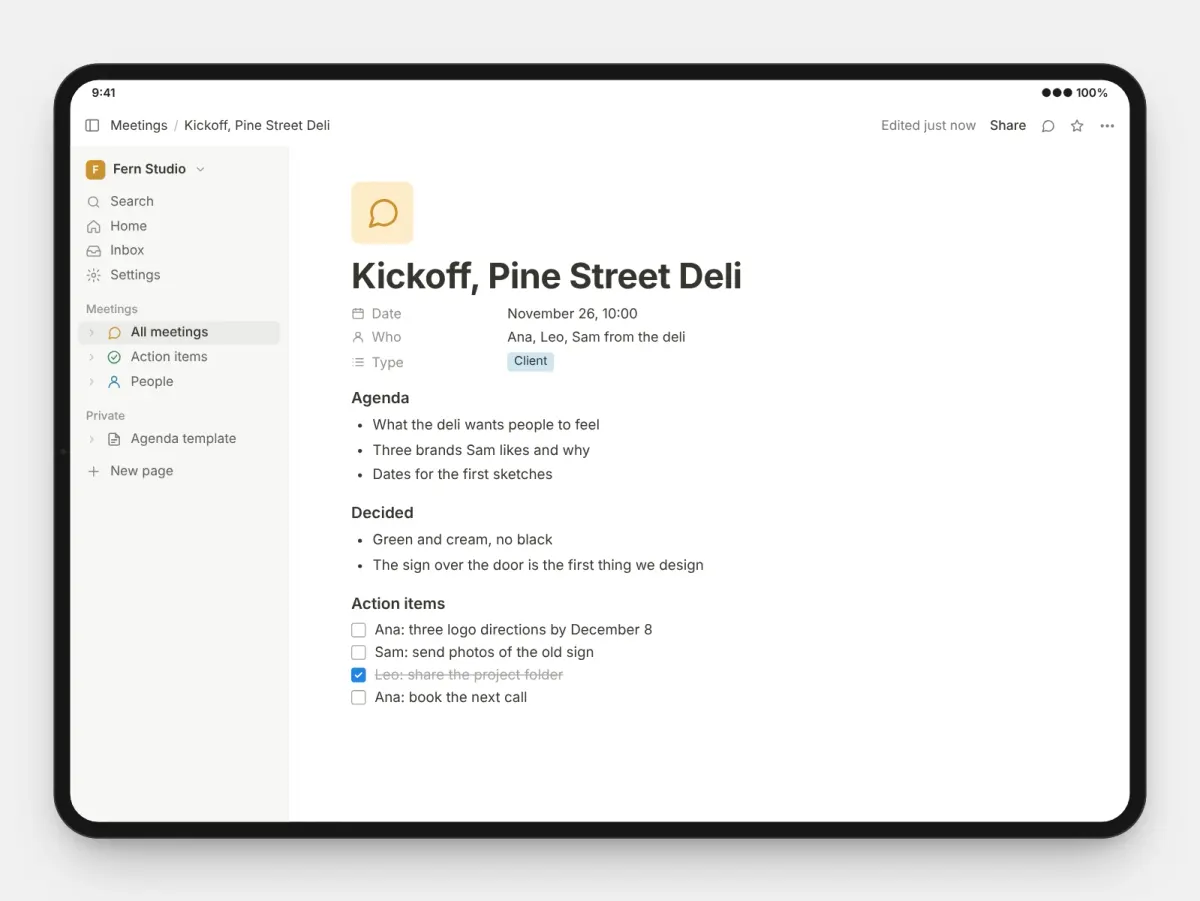 9:41
100%
Meetings / Kickoff, Pine Street Deli
Edited just now
Share
F
Fern Studio
Search
Home
Inbox
Settings
Meetings
All meetings
Action items
People
Private
Agenda template
New page
Kickoff, Pine Street Deli
Date November 26, 10:00
Who Ana, Leo, Sam from the deli
Type Client
Agenda
• What the deli wants people to feel
• Three brands Sam likes and why
• Dates for the first sketches
Decided
• Green and cream, no black
• The sign over the door is the first thing we design
Action items
Ana: three logo directions by December 8
Sam: send photos of the old sign
Leo: share the project folder
Ana: book the next call